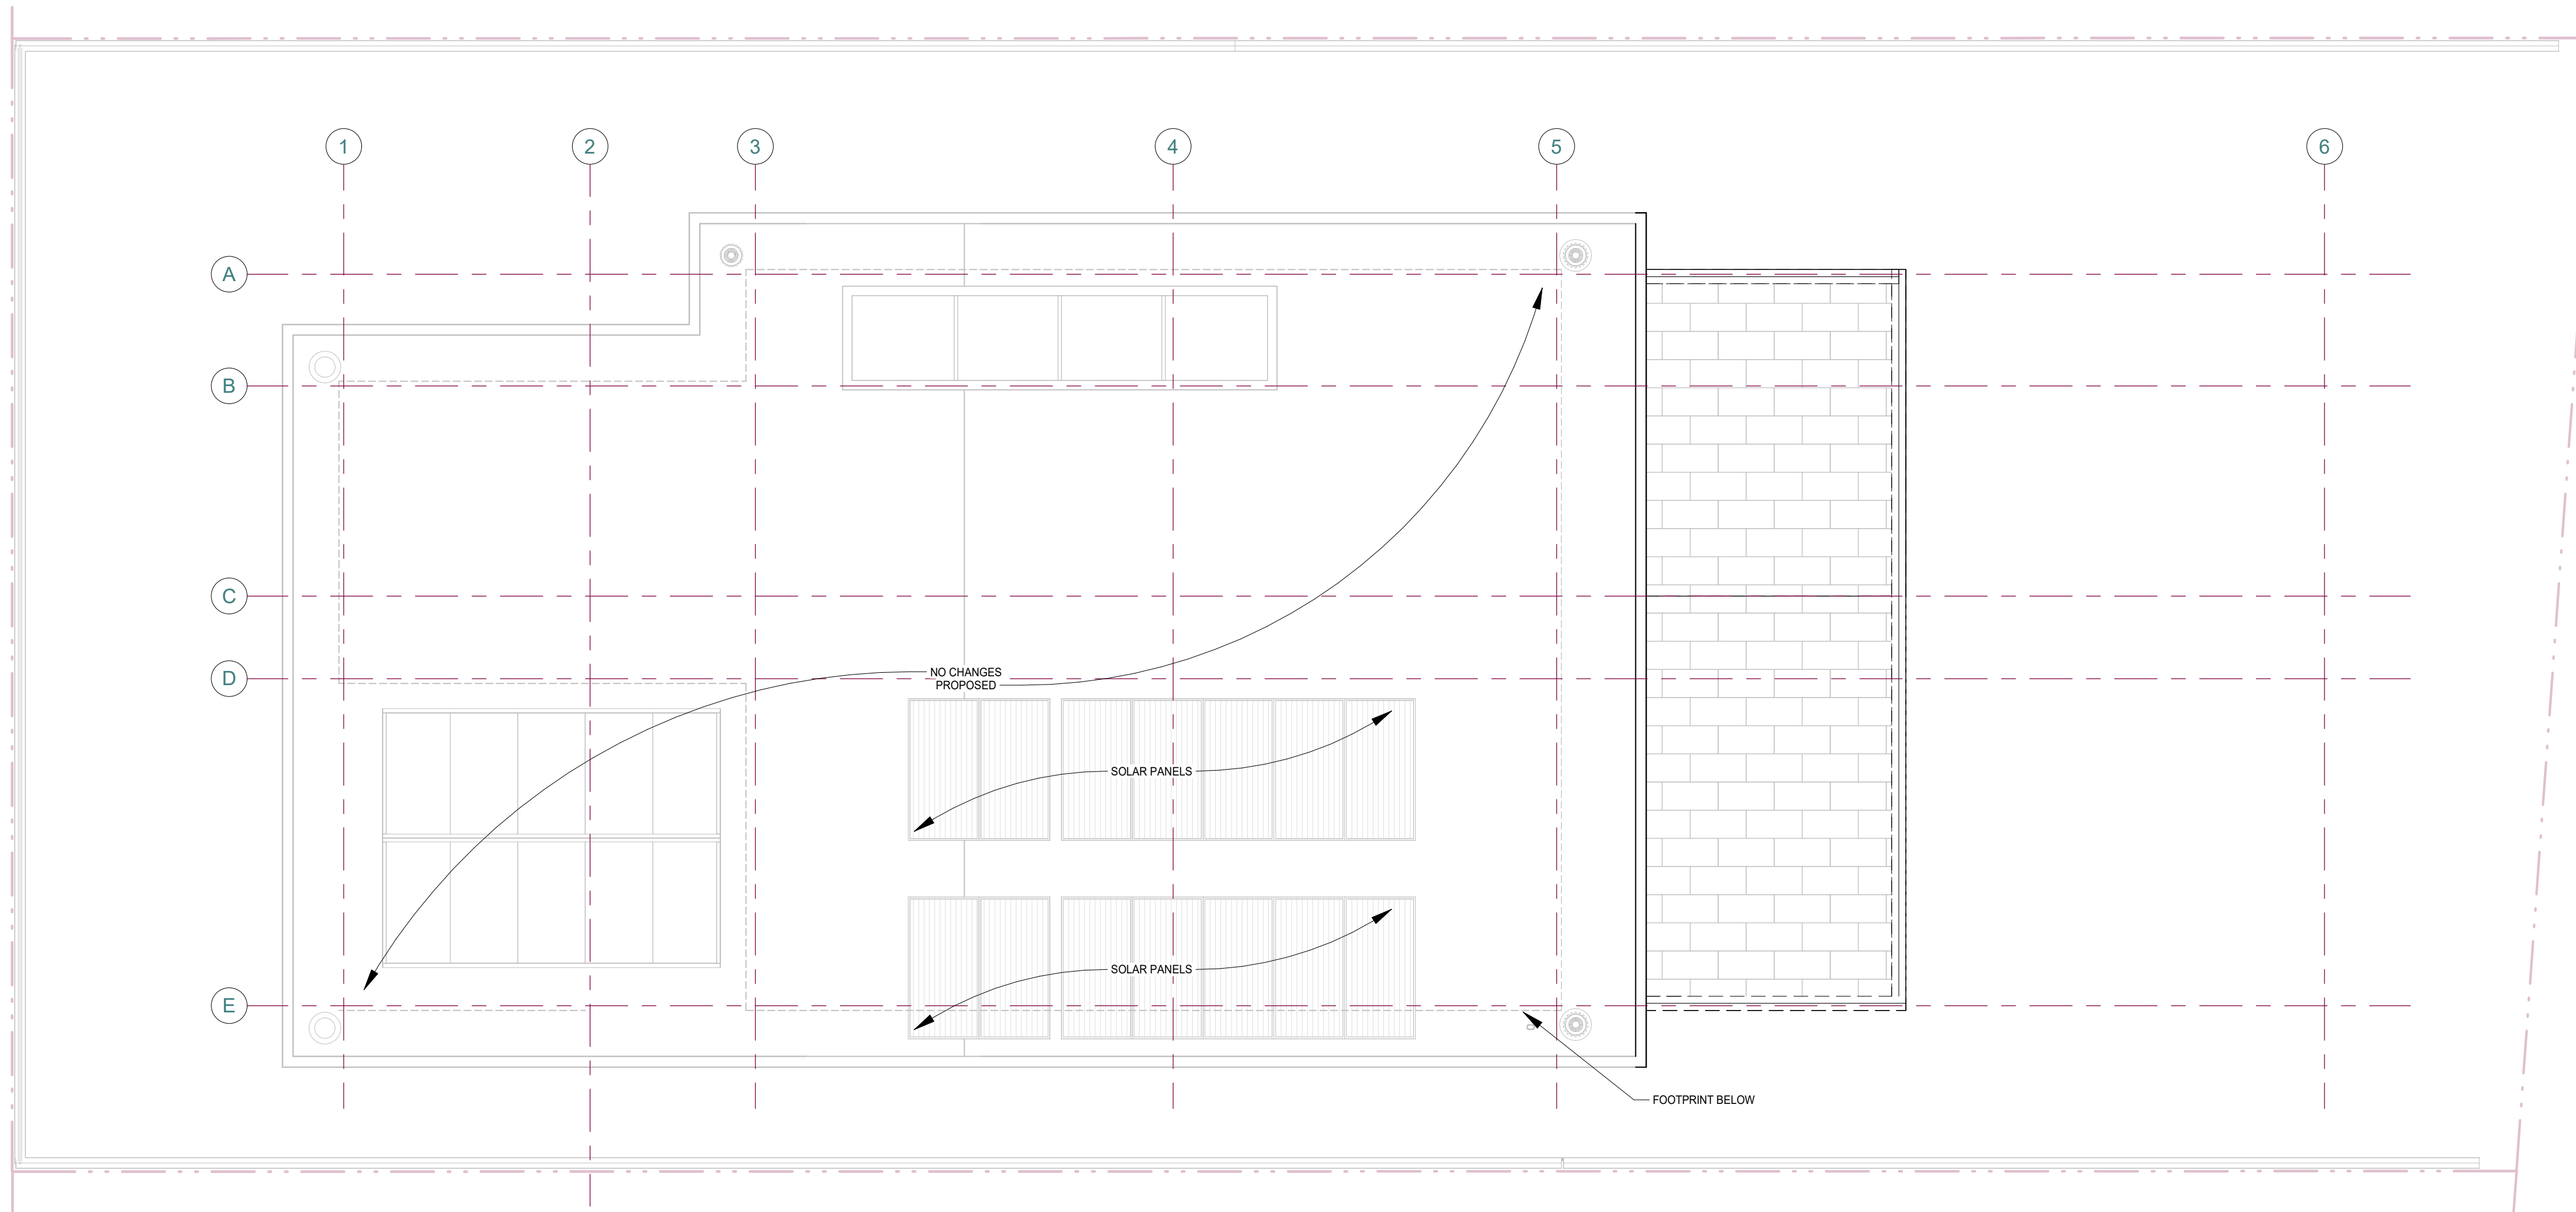 1
2
3
4
5
6
A
B
C
D
E
NO CHANGES
PROPOSED
SOLAR PANELS
SOLAR PANELS
FOOTPRINT BELOW